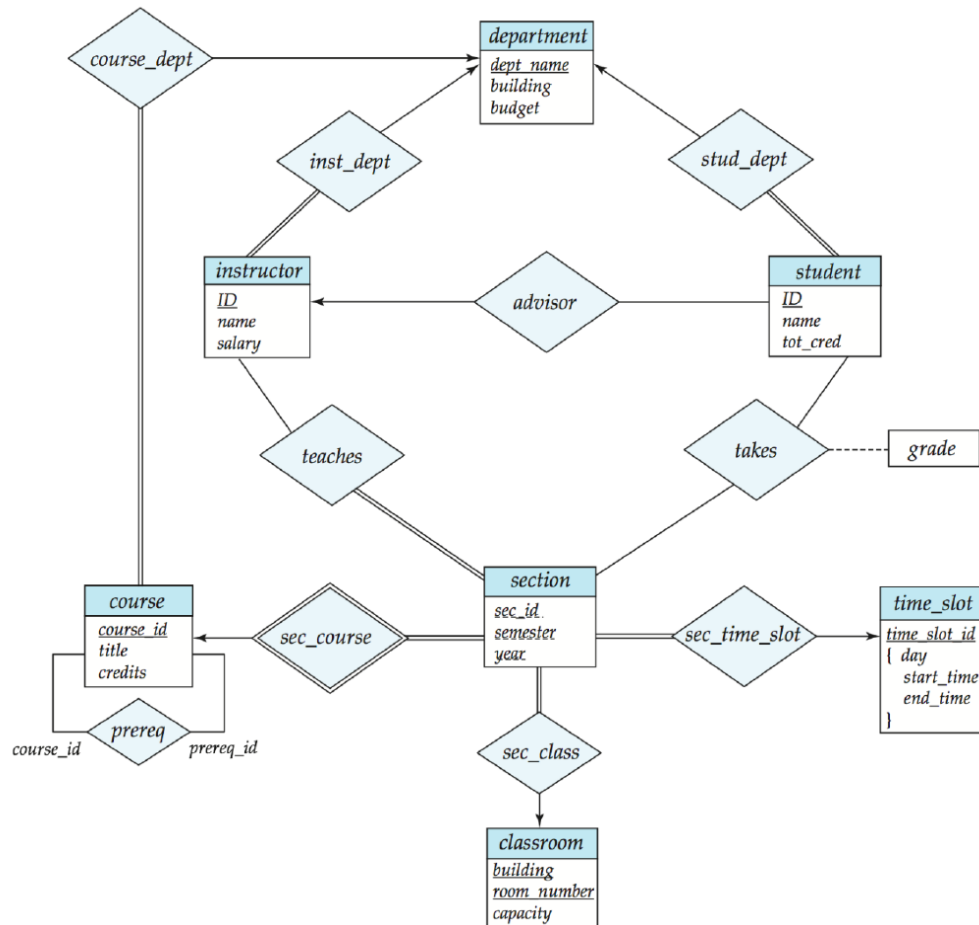 department
dept_name
building
budget
course_dept
inst_dept
stud_dept
instructor
ID
name
salary
advisor
student
ID
name
tot_cred
teaches
takes
grade
section
sec_id
semester
year
course
course_id
title
credits
sec_course
sec_time_slot
time_slot
time_slot_id
{ day
start_time
end_time
}
prereq
course_id
prereq_id
sec_class
classroom
building
room_number
capacity